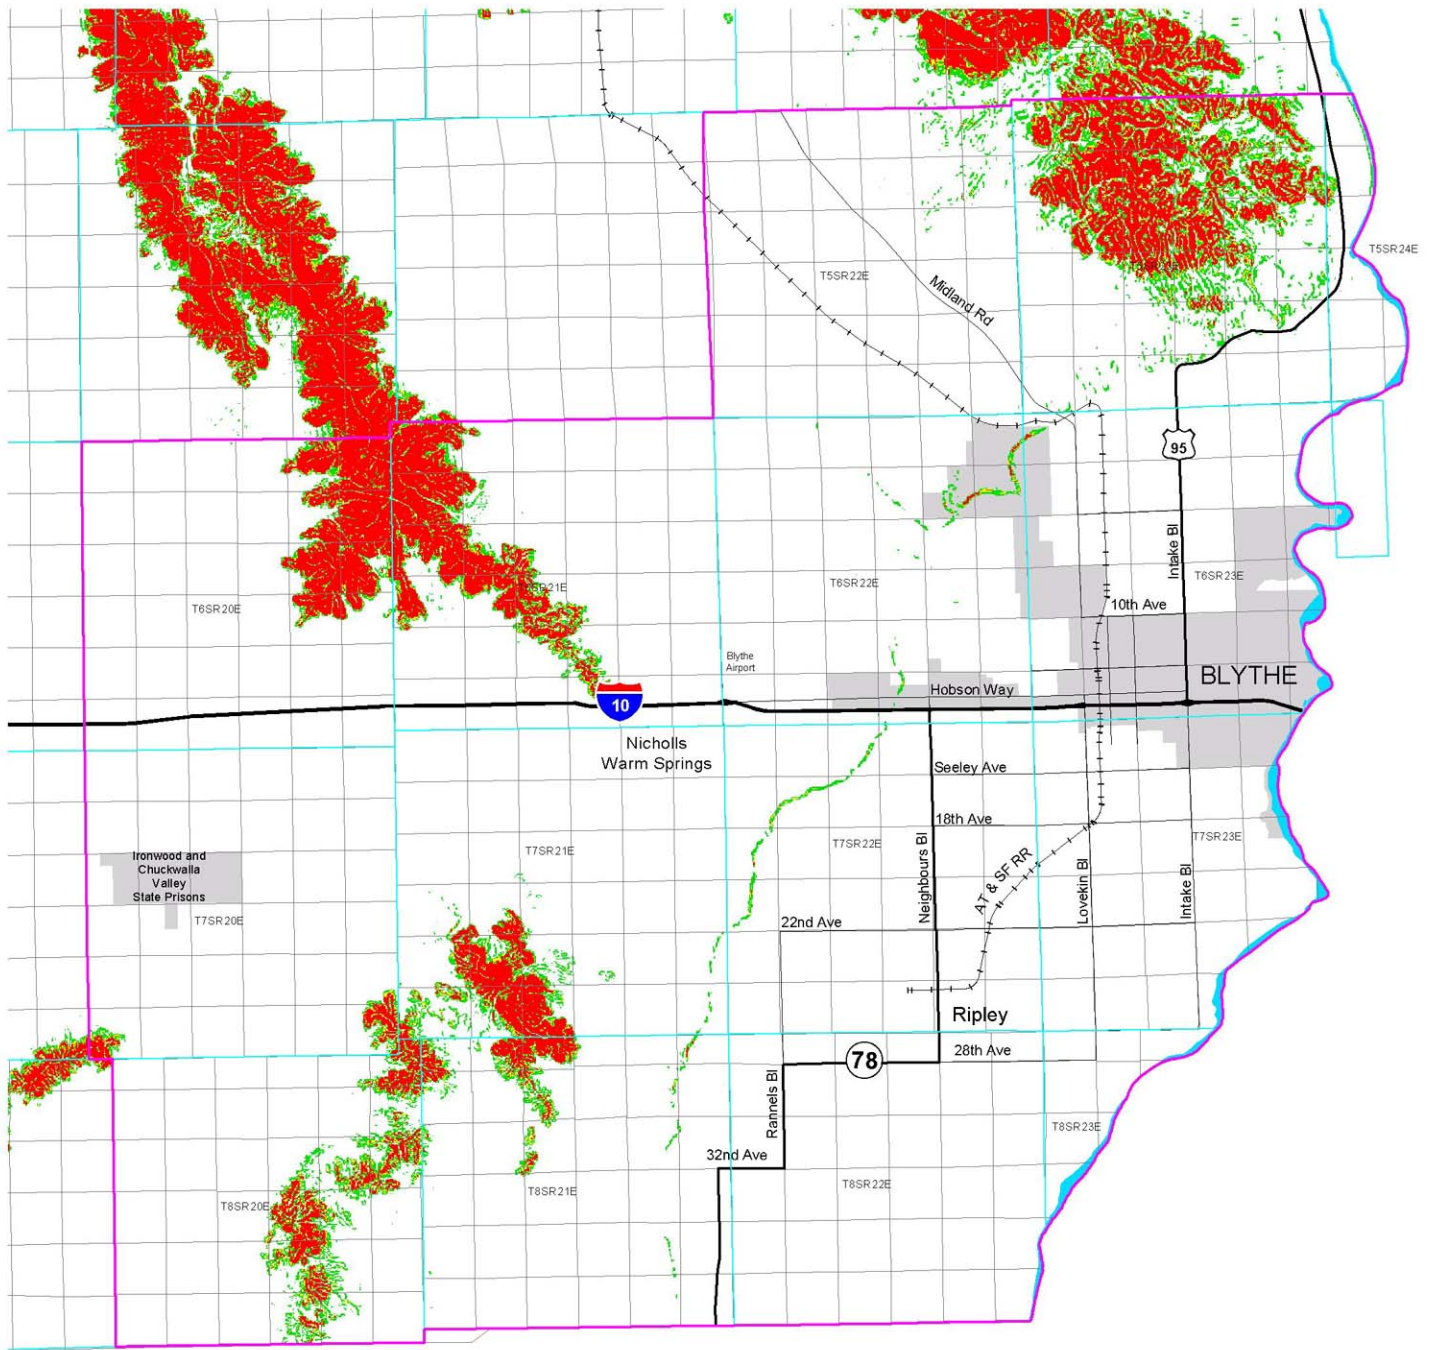 T5SR24E
T5SR22E
Midland Rd
95
Intake Bl
T6SR20E
T6SR22E
T6SR23E
10th Ave
Blythe
Airport
BLYTHE
Hobson Way
10
Nicholls
Warm Springs
Seeley Ave
18th Ave
T7SR21E
T7SR22E
T7SR23E
Ironwood and
Chuckwalla
Valley
State Prisons
T7SR20E
Neighbours Bl
AT & SF RR
Lovekin Bl
Intake Bl
22nd Ave
Ripley
28th Ave
78
Rannels Bl
T8SR23E
32nd Ave
T8SR20E
T8SR21E
T8SR22E